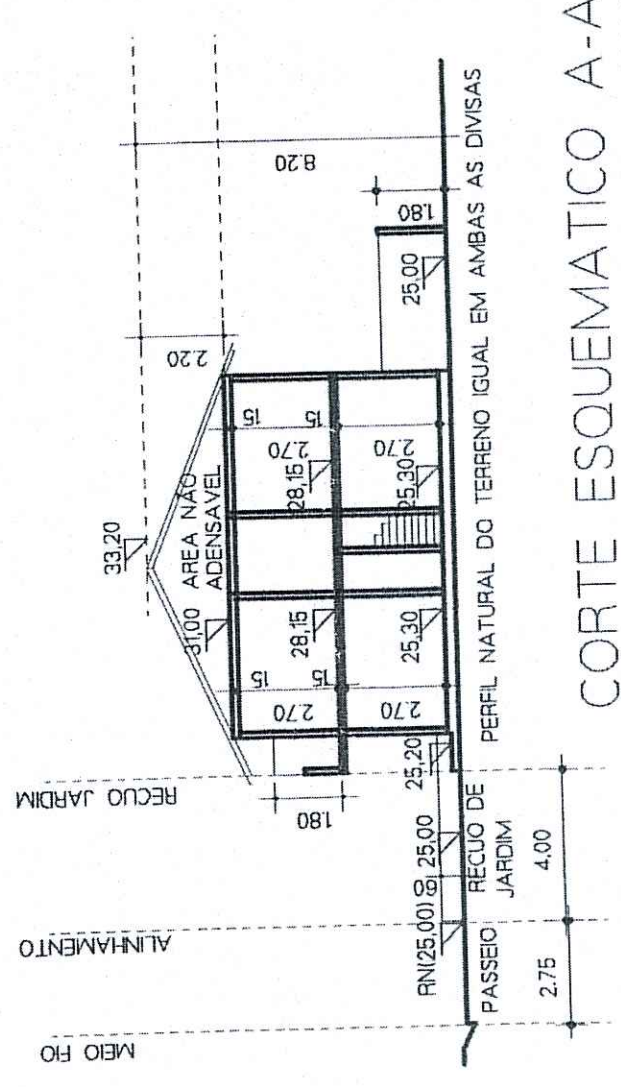 33.20
31,00
AREA NÃO
ADENSAVEL
2.20
8.20
15
15
2.70
28,15
2.70
25,30
15
15
2.70
28,15
2.70
25,30
1.80
25,20
1.80
25,00
MEIO FIO
ALINHAMENTO
RECUO JARDIM
RN(25,00)
60
25,00
PASSEIO
RECUO DE
JARDIM
2.75
4.00
PERFIL NATURAL DO TERRENO IGUAL EM AMBAS AS DIVISAS
CORTE ESQUEMATICO A-A